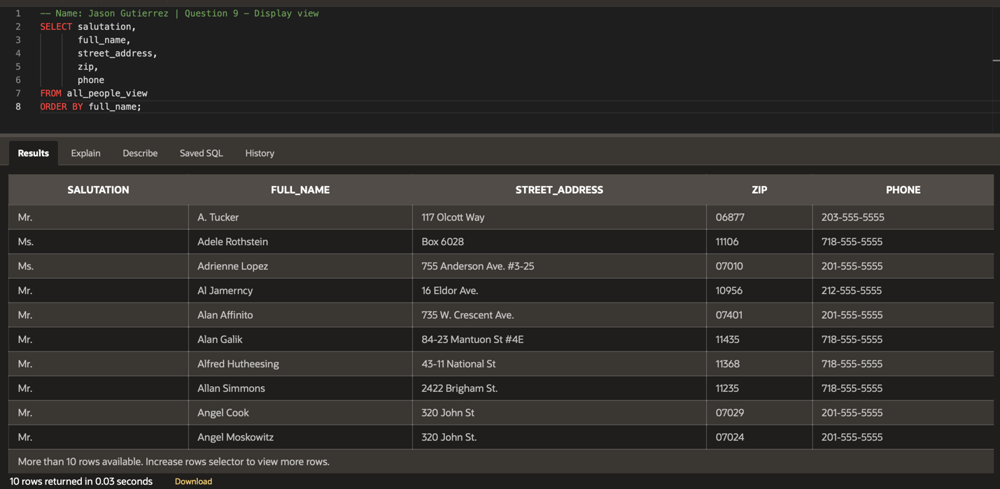 1 -- Name: Jason Gutierrez | Question 9 - Display view
2 SELECT salutation,
3 full_name,
4 street_address,
5 zip,
6 phone
7 FROM all_people_view
8 ORDER BY full_name;
Results Explain Describe Saved SQL History
SALUTATION FULL_NAME STREET_ADDRESS ZIP PHONE
Mr. A. Tucker 117 Olcott Way 06877 203-555-5555
Ms. Adele Rothstein Box 6028 11106 718-555-5555
Ms. Adrienne Lopez 755 Anderson Ave. #3-25 07010 201-555-5555
Mr. Al Jamerncy 16 Eldor Ave. 10956 212-555-5555
Mr. Alan Affinito 735 W. Crescent Ave. 07401 201-555-5555
Mr. Alan Galik 84-23 Mantuon St #4E 11435 718-555-5555
Mr. Alfred Hutheesing 43-11 National St 11368 718-555-5555
Mr. Allan Simmons 2422 Brigham St. 11235 718-555-5555
Mr. Angel Cook 320 John St 07029 201-555-5555
Mr. Angel Moskowitz 320 John St. 07024 201-555-5555
More than 10 rows available. Increase rows selector to view more rows.
10 rows returned in 0.03 seconds Download